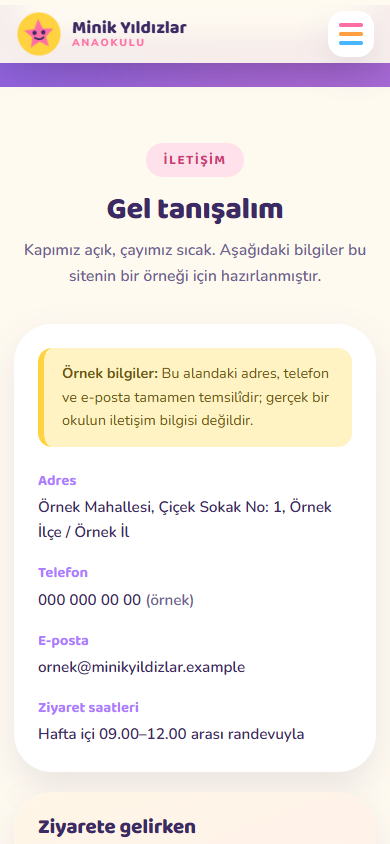 Minik Yıldızlar
ANAOKULU
İLETİŞİM
Gel tanışalım
Kapımız açık, çayımız sıcak. Aşağıdaki bilgiler bu
sitenin bir örneği için hazırlanmıştır.
Örnek bilgiler: Bu alandaki adres, telefon
ve e-posta tamamen temsilîdir; gerçek bir
okulun iletişim bilgisi değildir.
Adres
Örnek Mahallesi, Çiçek Sokak No: 1, Örnek
İlçe / Örnek İl
Telefon
000 000 00 00 (örnek)
E-posta
ornek@minikyildizlar.example
Ziyaret saatleri
Hafta içi 09.00–12.00 arası randevuyla
Ziyarete gelirken